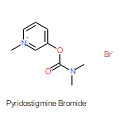 N+
O
Br-
O
N
Pyridostigmine Bromide